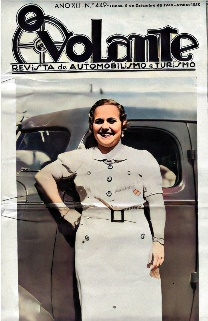 ANO XII N.º 449
O Volante
REVISTA de AUTOMOBILISMO e TURISMO